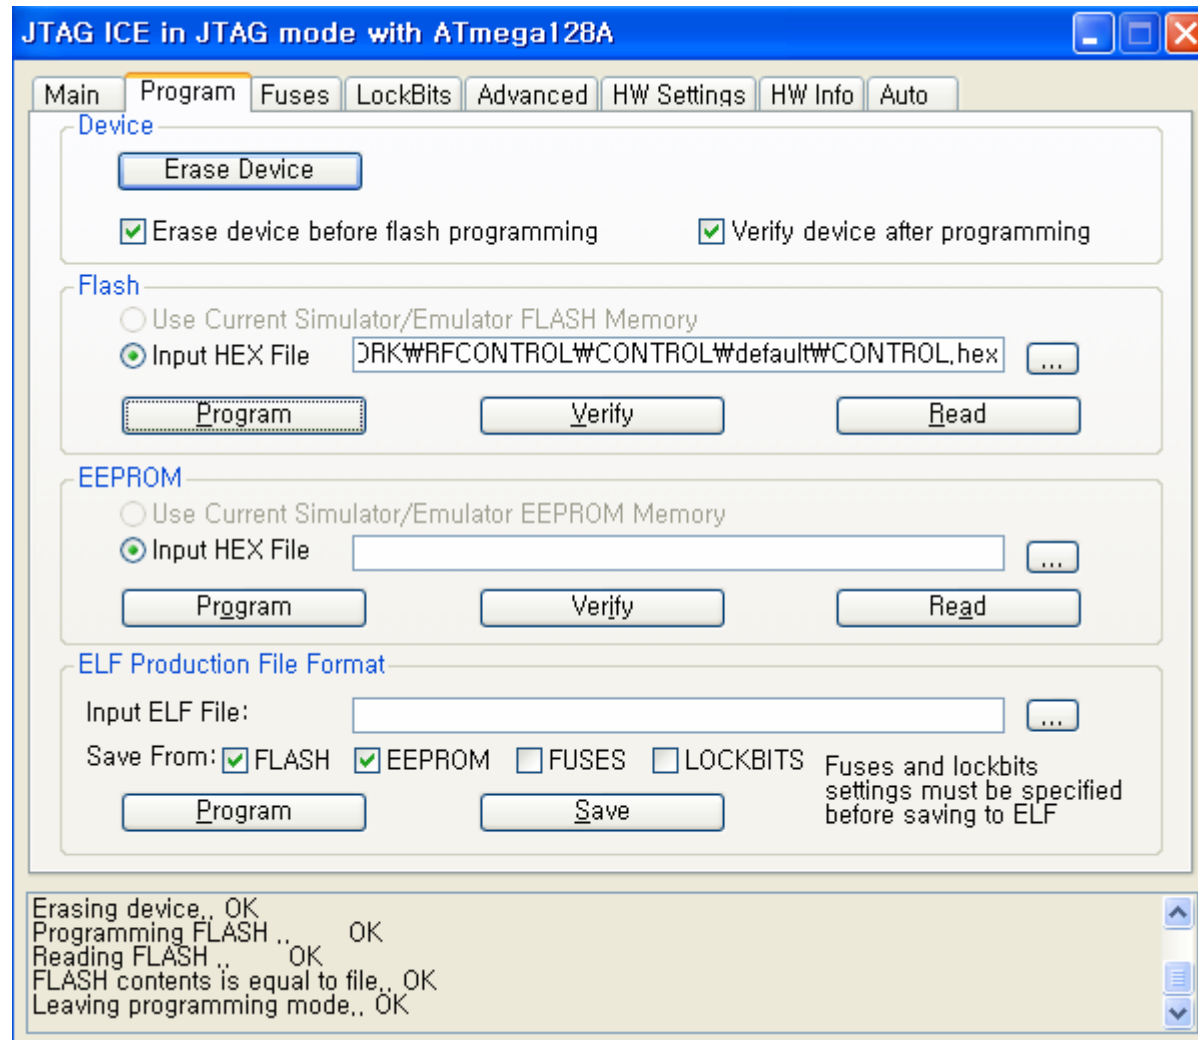 JTAG ICE in JTAG mode with ATmega128A
Main Program Fuses LockBits Advanced HW Settings HW Info Auto
Device
Erase Device
Erase device before flash programming Verify device after programming
Flash
Use Current Simulator/Emulator FLASH Memory
Input HEX File ORK₩RFCONTROL₩CONTROL₩default₩CONTROL.hex ...
Program Verify Read
EEPROM
Use Current Simulator/Emulator EEPROM Memory
Input HEX File ...
Program Verify Read
ELF Production File Format
Input ELF File: ...
Save From: FLASH EEPROM FUSES LOCKBITS Fuses and lockbits
settings must be specified
before saving to ELF
Program Save
Erasing device.. OK
Programming FLASH .. OK
Reading FLASH .. OK
FLASH contents is equal to file.. OK
Leaving programming mode.. OK